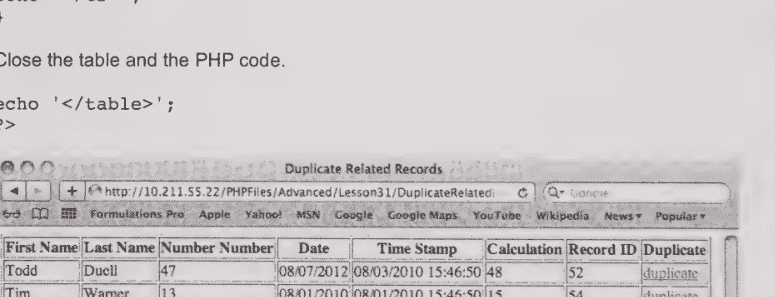 Close the table and the PHP code.
echo '</table>';
?>
Duplicate Related Records
http://10.211.55.22/PHPFiles/Advanced/Lesson31/DuplicateRelated
Google
Formulations Pro Apple Yahoo! MSN Google Google Maps YouTube Wikipedia News Popular
First Name Last Name Number Number Date Time Stamp Calculation Record ID Duplicate
Todd Duell 47 08/07/2012 08/03/2010 15:46:50 48 52 duplicate
Tim Warner 13 08/01/2010 08/01/2010 15:46:50 15 54 duplicate